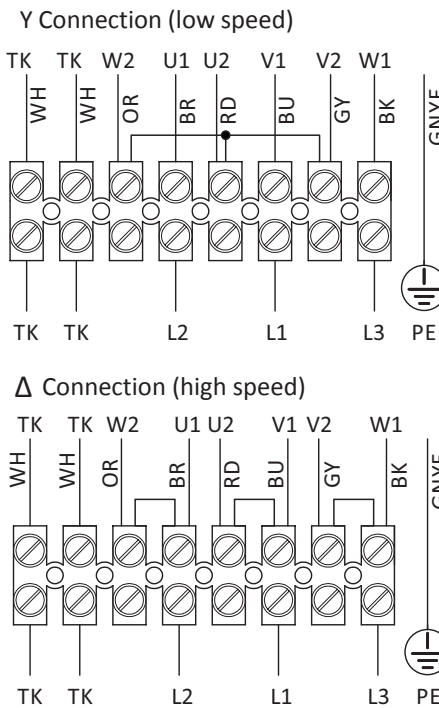 Y Connection (low speed)
TK TK W2 U1 U2 V1 V2 W1
WH WH OR BR RD BU GY BK GNYE
TK TK L2 L1 L3 PE
Δ Connection (high speed)
TK TK W2 U1 U2 V1 V2 W1
WH WH OR BR RD BU GY BK GNYE
TK TK L2 L1 L3 PE